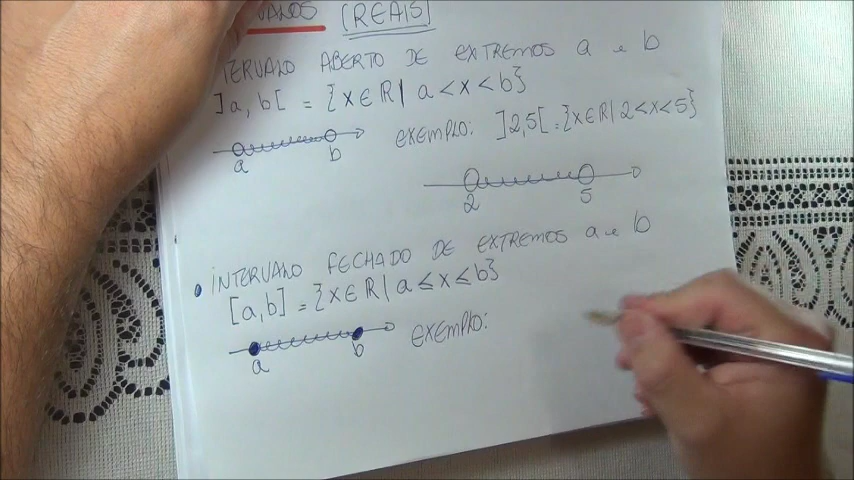 [REAIS]
INTERVALO ABERTO DE EXTREMOS a e b
]a, b[ = {x∈ℝ | a < x < b}
a b
EXEMPLO: ]2,5[ = {x∈ℝ | 2 < x < 5}
2 5
• INTERVALO FECHADO DE EXTREMOS a e b
[a, b] = {x∈ℝ | a ≤ x ≤ b}
a b
EXEMPLO: